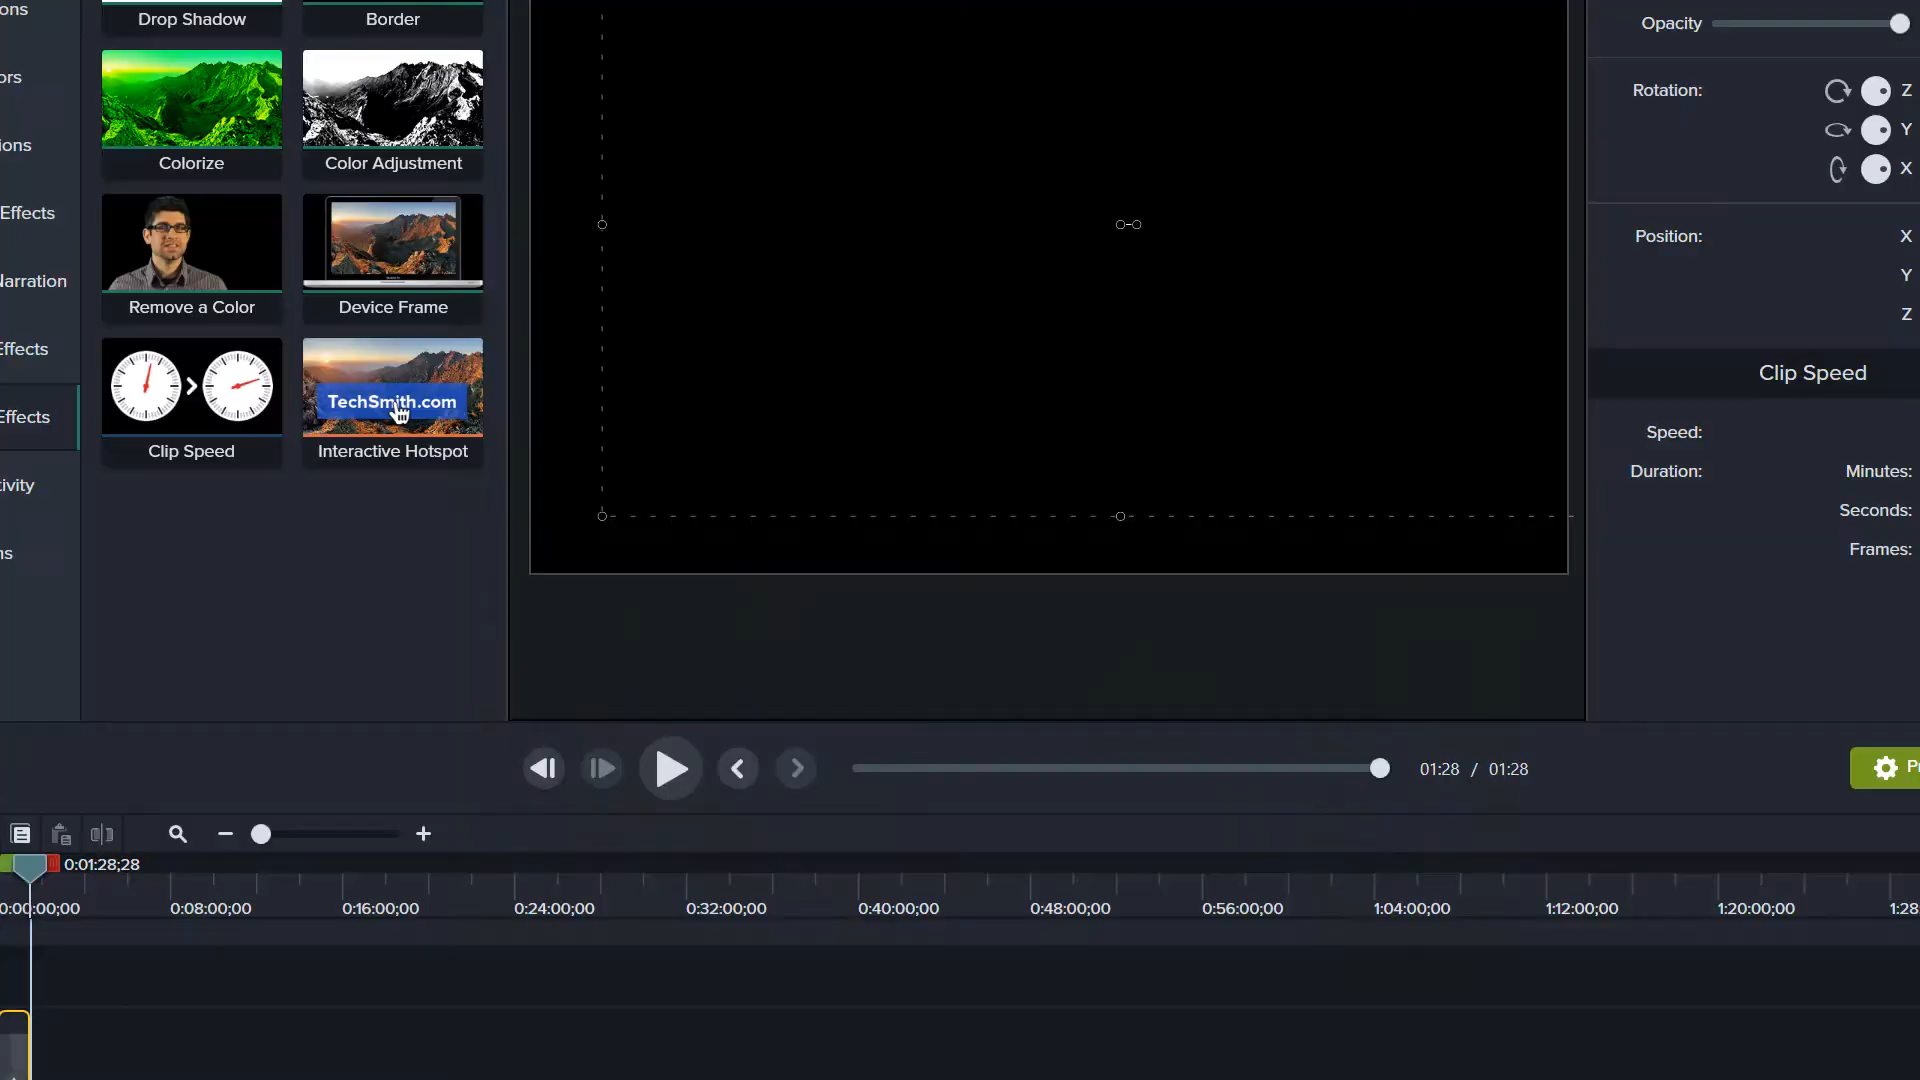 ons
Drop Shadow
Border
Opacity
ors
Rotation:
Z
Y
X
Colorize
Color Adjustment
ions
Effects
Position:
X
Y
Z
Narration
Remove a Color
Device Frame
Effects
Clip Speed
TechSmith.com
Effects
Clip Speed
Interactive Hotspot
Speed:
Duration:
Minutes:
Seconds:
Frames:
ivity
ns
01:28 / 01:28
Pr
0:01:28;28
0:00:00;00
0:08:00;00
0:16:00;00
0:24:00;00
0:32:00;00
0:40:00;00
0:48:00;00
0:56:00;00
1:04:00;00
1:12:00;00
1:20:00;00
1:28